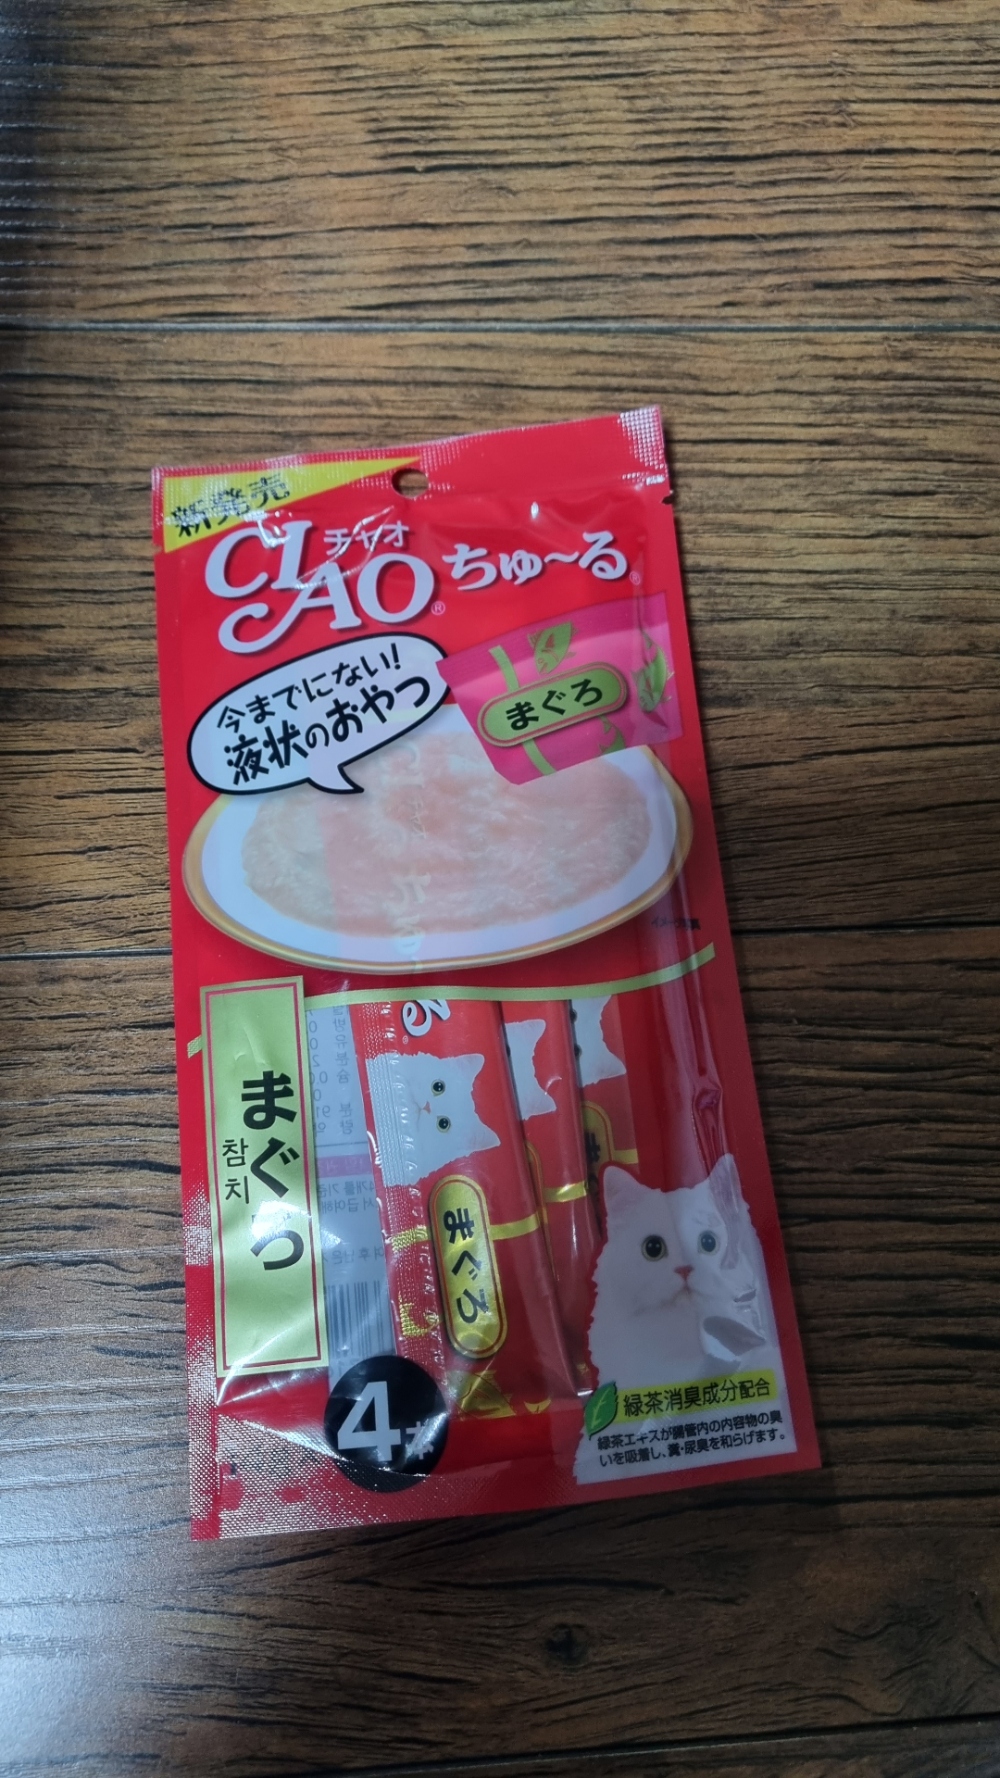 新発売
CIAO
チャオ
ちゅ～る
今までにない!
液状のおやつ
まぐろ
まぐろ
참치
まぐろ
4本
緑茶消臭成分配合
緑茶エキスが腸管内の内容物の臭
いを吸着し、糞・尿臭を和らげます。